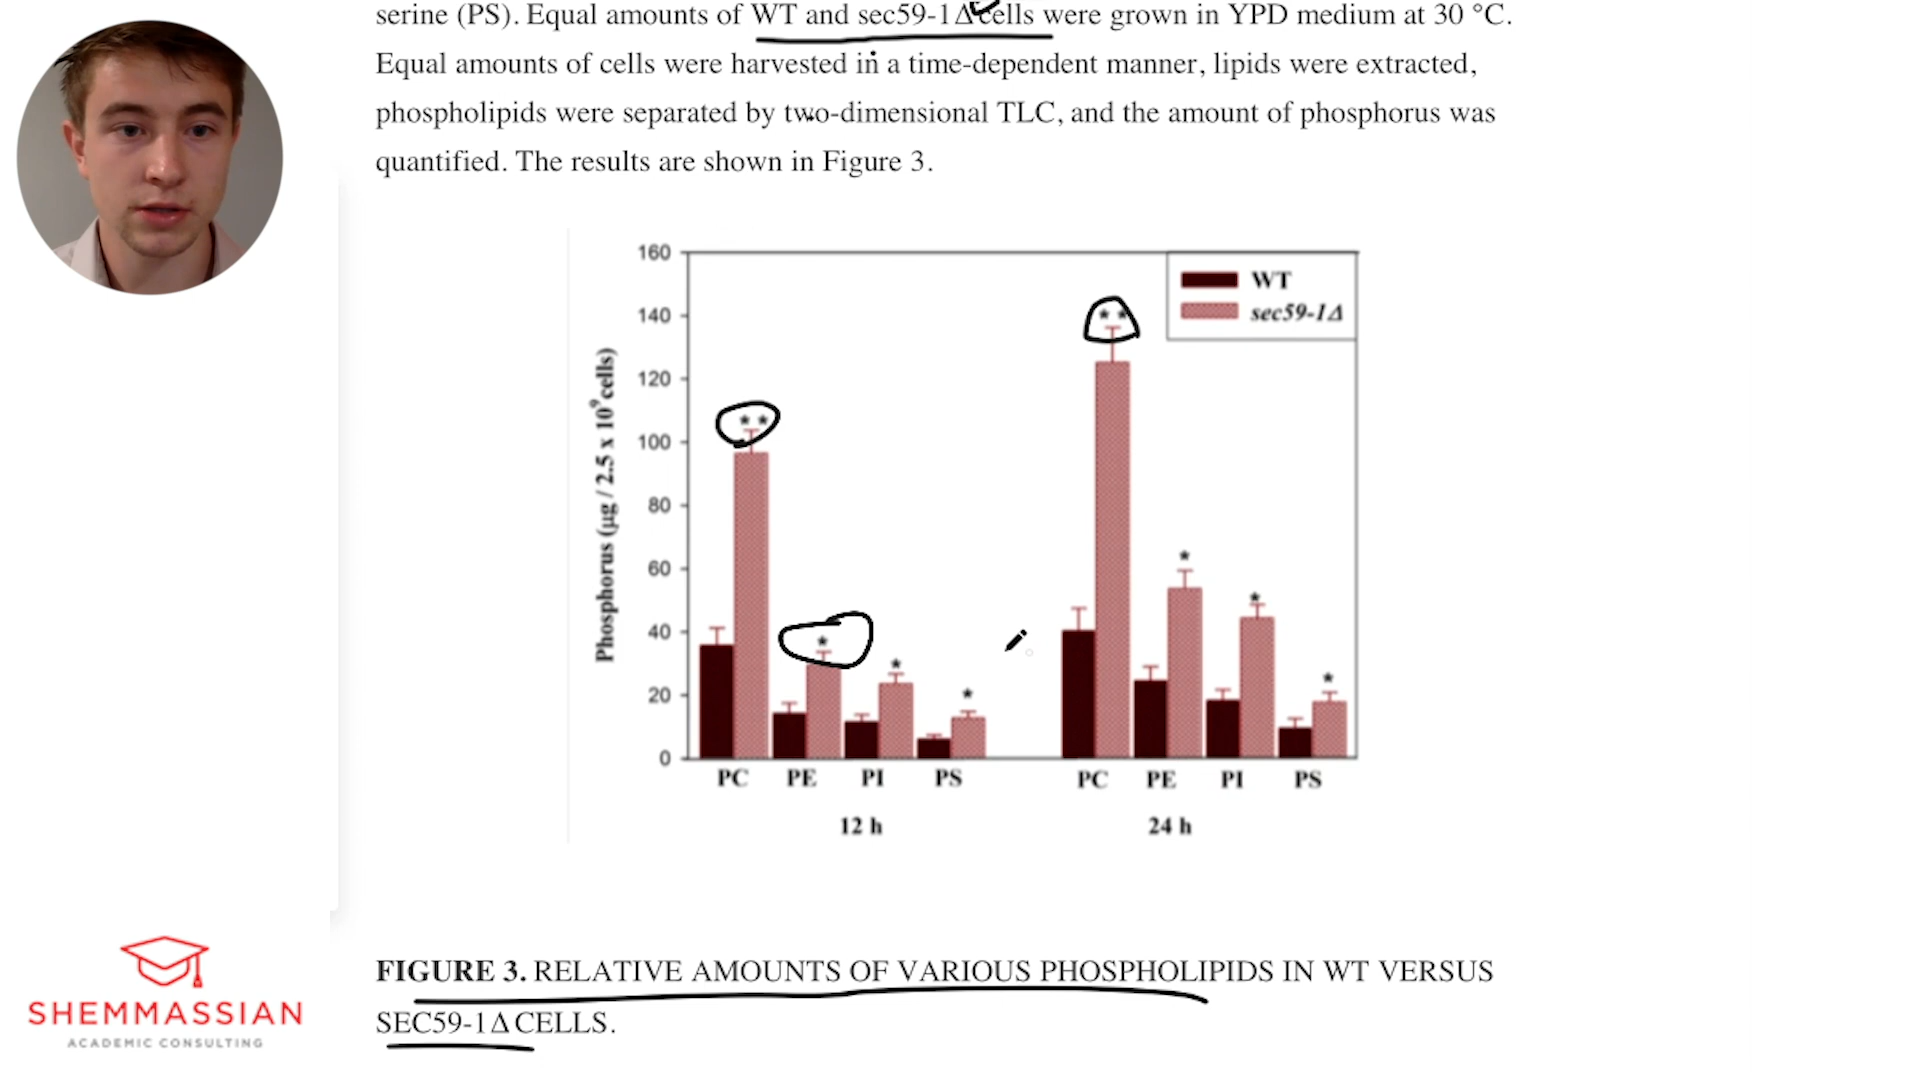 serine (PS). Equal amounts of WT and sec59-1Δ cells were grown in YPD medium at 30 °C.
Equal amounts of cells were harvested in a time-dependent manner, lipids were extracted,
phospholipids were separated by two-dimensional TLC, and the amount of phosphorus was
quantified. The results are shown in Figure 3.
160
140
120
100
80
60
40
20
0
Phosphorus (µg / 2.5 x 10⁹ cells)
WT
sec59-1Δ
* *
*
*
*
* *
*
*
*
PC PE PI PS PC PE PI PS
12 h 24 h
FIGURE 3. RELATIVE AMOUNTS OF VARIOUS PHOSPHOLIPIDS IN WT VERSUS
SEC59-1Δ CELLS.
SHEMMASSIAN
ACADEMIC CONSULTING